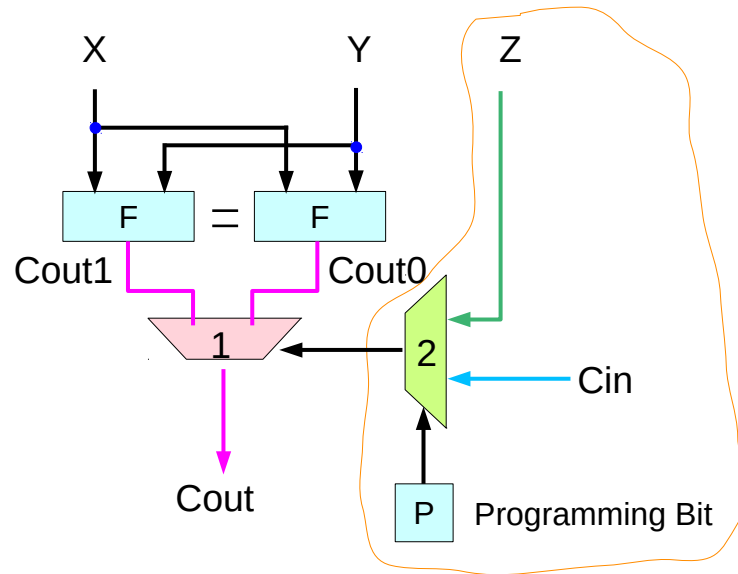 X Y Z
F = F
Cout1 Cout0
1 2
Cin
Cout
P Programming Bit